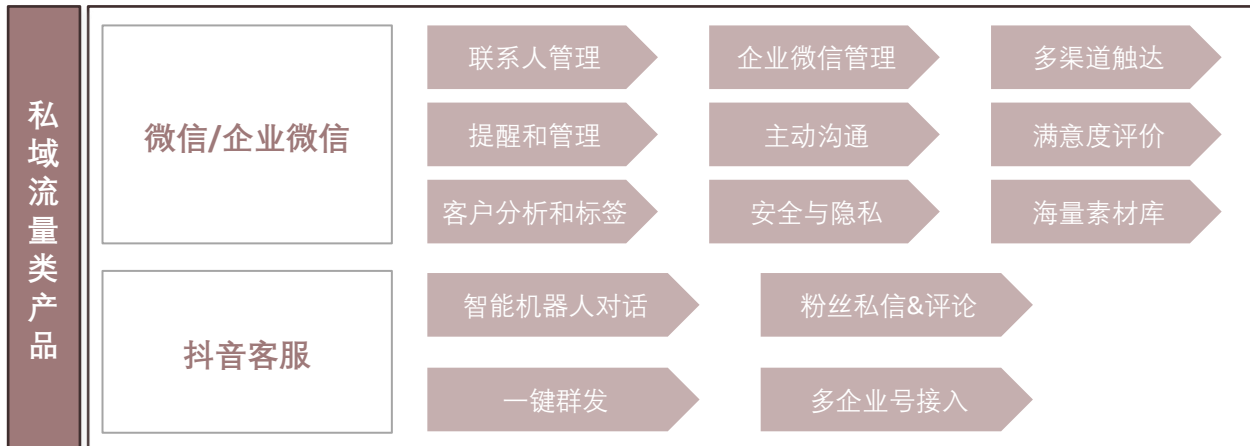 私域流量类产品
微信/企业微信
联系人管理
企业微信管理
多渠道触达
提醒和管理
主动沟通
满意度评价
客户分析和标签
安全与隐私
海量素材库
抖音客服
智能机器人对话
粉丝私信&评论
一键群发
多企业号接入